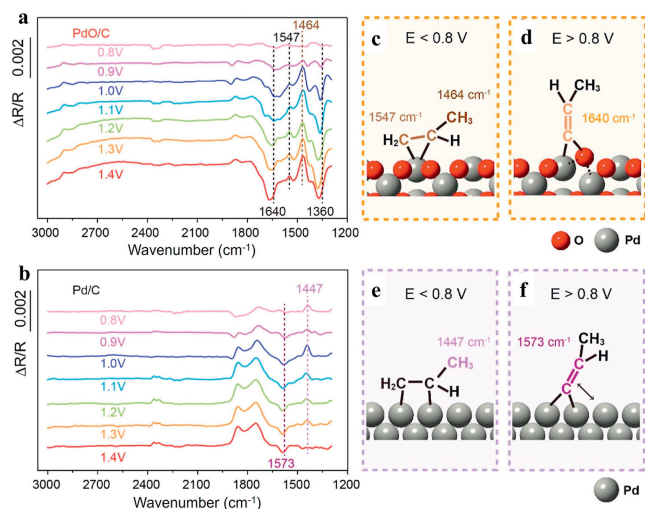 a
PdO/C
1464
1547
0.002
0.8V
0.9V
1.0V
1.1V
1.2V
1.3V
1.4V
ΔR/R
1640
1360
3000 2700 2400 2100 1800 1500 1200
Wavenumber (cm⁻¹)
b
Pd/C
1447
0.002
0.8V
0.9V
1.0V
1.1V
1.2V
1.3V
1.4V
ΔR/R
1573
3000 2700 2400 2100 1800 1500 1200
Wavenumber (cm⁻¹)
c
E < 0.8 V
1464 cm⁻¹
1547 cm⁻¹
CH₃
H₂C
C
H
d
E > 0.8 V
H
CH₃
C
C
1640 cm⁻¹
O
Pd
e
E < 0.8 V
1447 cm⁻¹
CH₃
H₂C
C
H
f
E > 0.8 V
1573 cm⁻¹
CH₃
C
H
C
Pd